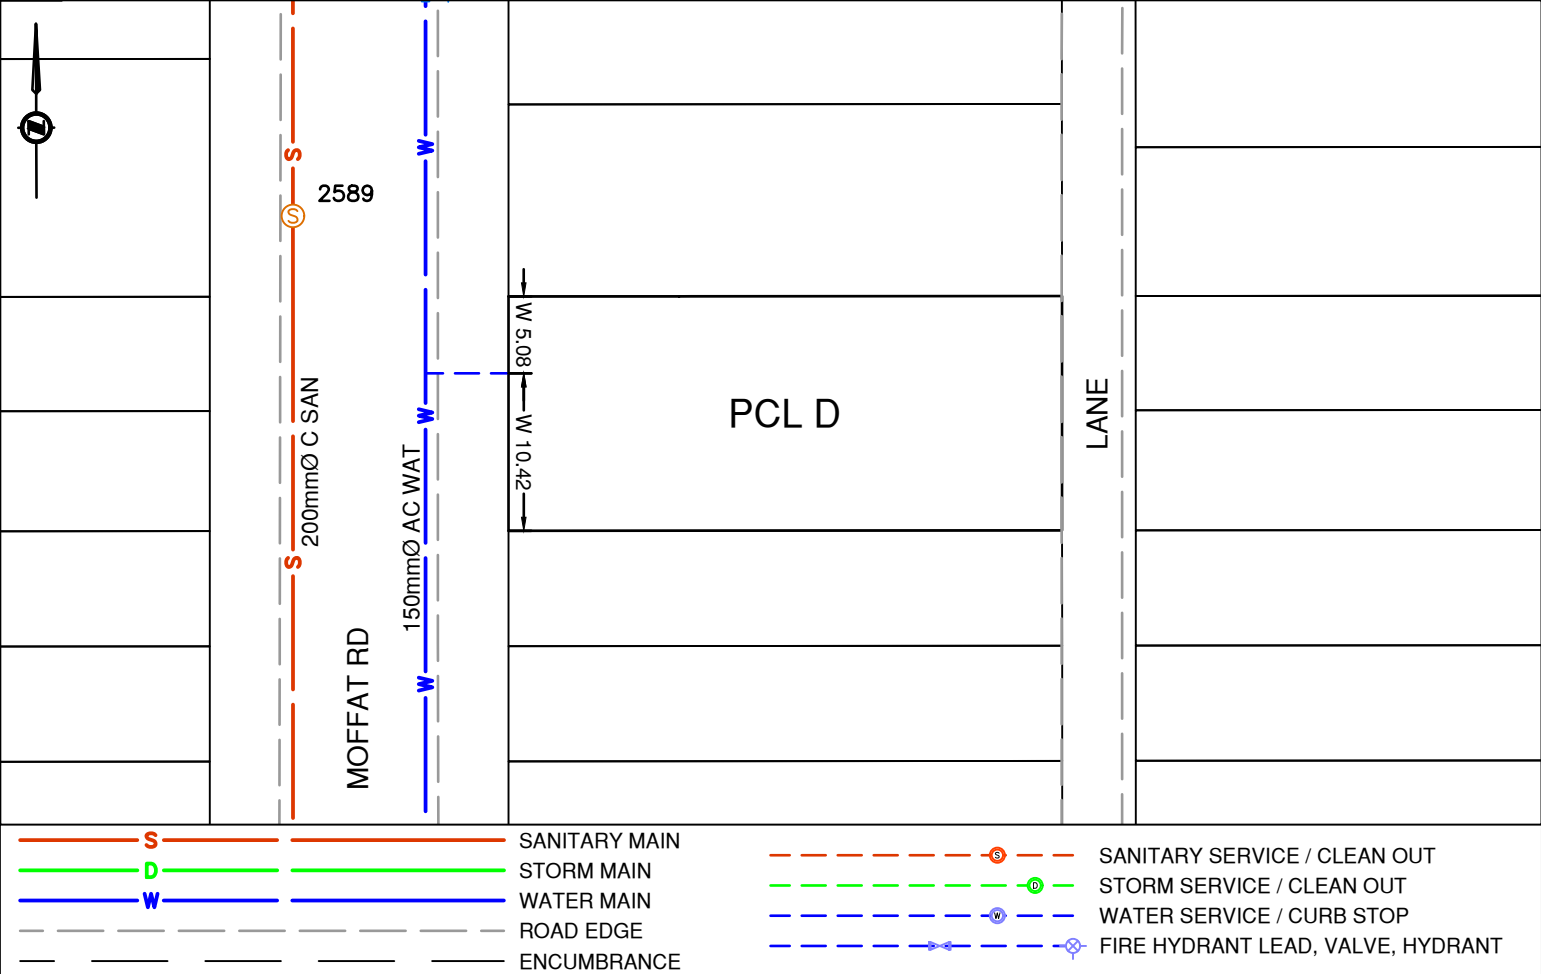 N
W
S
2589
S
W 5.08
PCL D
LANE
W
W 10.42
200mmØ C SAN
150mmØ AC WAT
S
MOFFAT RD
W
S SANITARY MAIN
D STORM MAIN
W WATER MAIN
ROAD EDGE
ENCUMBRANCE
S SANITARY SERVICE / CLEAN OUT
D STORM SERVICE / CLEAN OUT
W WATER SERVICE / CURB STOP
FIRE HYDRANT LEAD, VALVE, HYDRANT